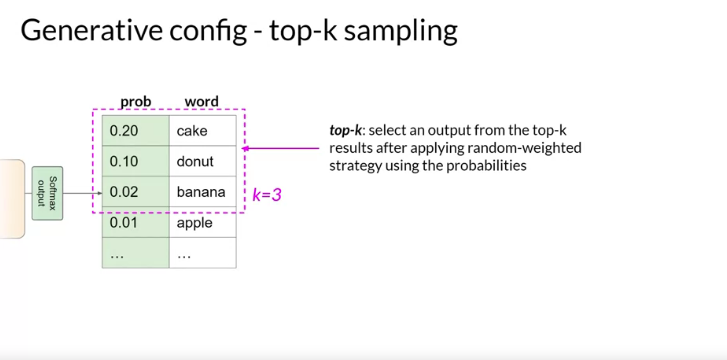 Generative config - top-k sampling
prob word
0.20 cake
0.10 donut
0.02 banana
0.01 apple
... ...
Softmax
output
k=3
top-k: select an output from the top-k
results after applying random-weighted
strategy using the probabilities